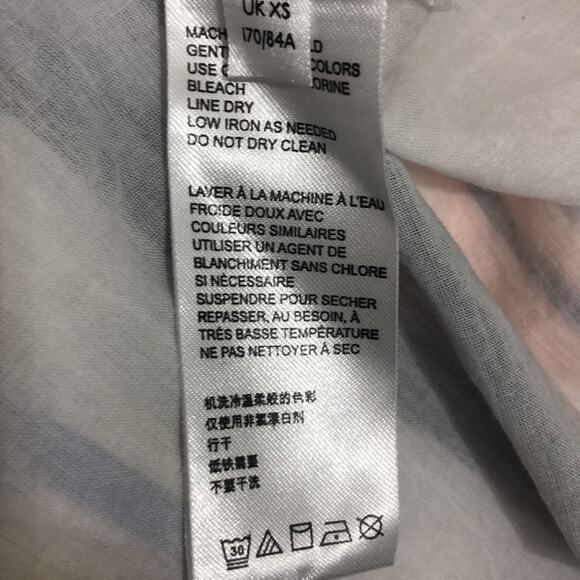 UK XS
170/84A
MACH LD
GENT COLORS
USE ORINE
BLEACH
LINE DRY
LOW IRON AS NEEDED
DO NOT DRY CLEAN
LAVER À LA MACHINE À L'EAU
FROIDE DOUX AVEC
COULEURS SIMILAIRES
UTILISER UN AGENT DE
BLANCHIMENT SANS CHLORE
SI NÉCESSAIRE
SUSPENDRE POUR SECHER
REPASSER, AU BESOIN, À
TRÈS BASSE TEMPÉRATURE
NE PAS NETTOYER À SEC
机洗冷温柔般的色彩
仅使用非氯漂白剂
行干
低铁需要
不要干洗
30